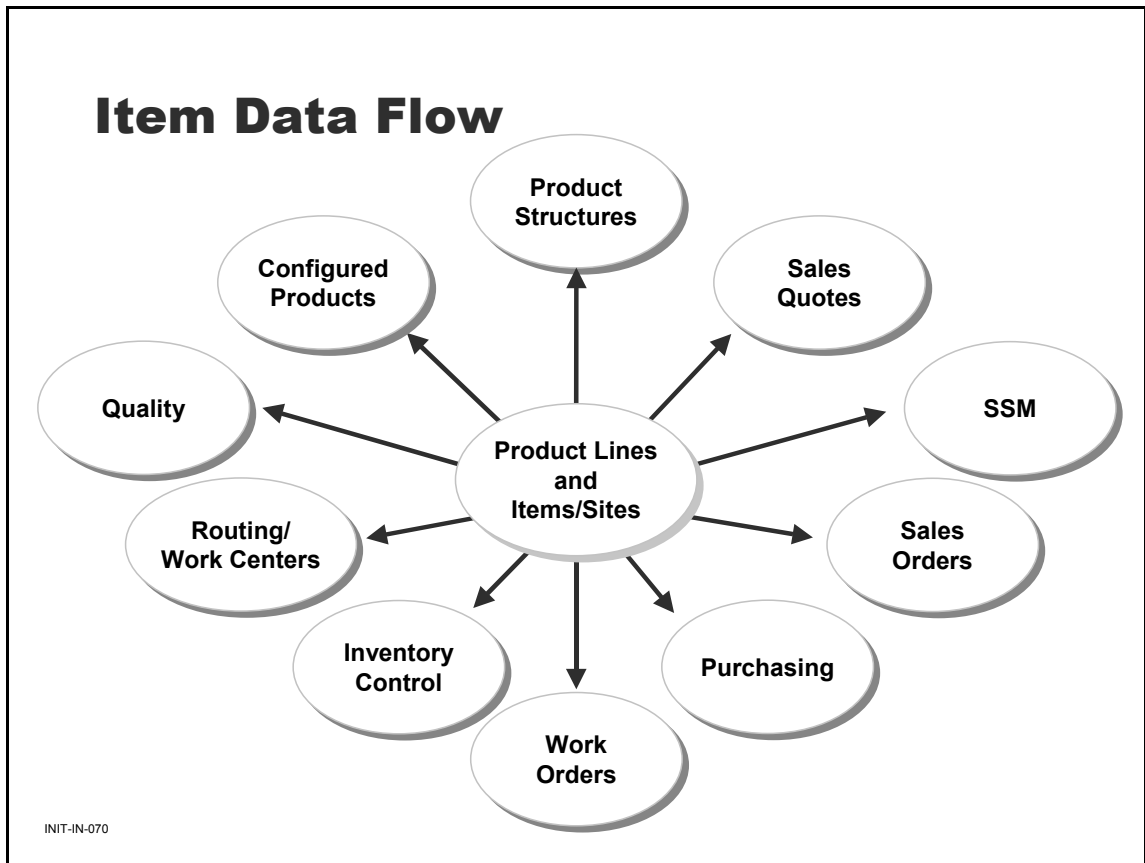 Item Data Flow
Product
Structures
Configured
Products
Sales
Quotes
Quality
SSM
Product Lines
and
Items/Sites
Routing/
Work Centers
Sales
Orders
Inventory
Control
Purchasing
Work
Orders
INIT-IN-070